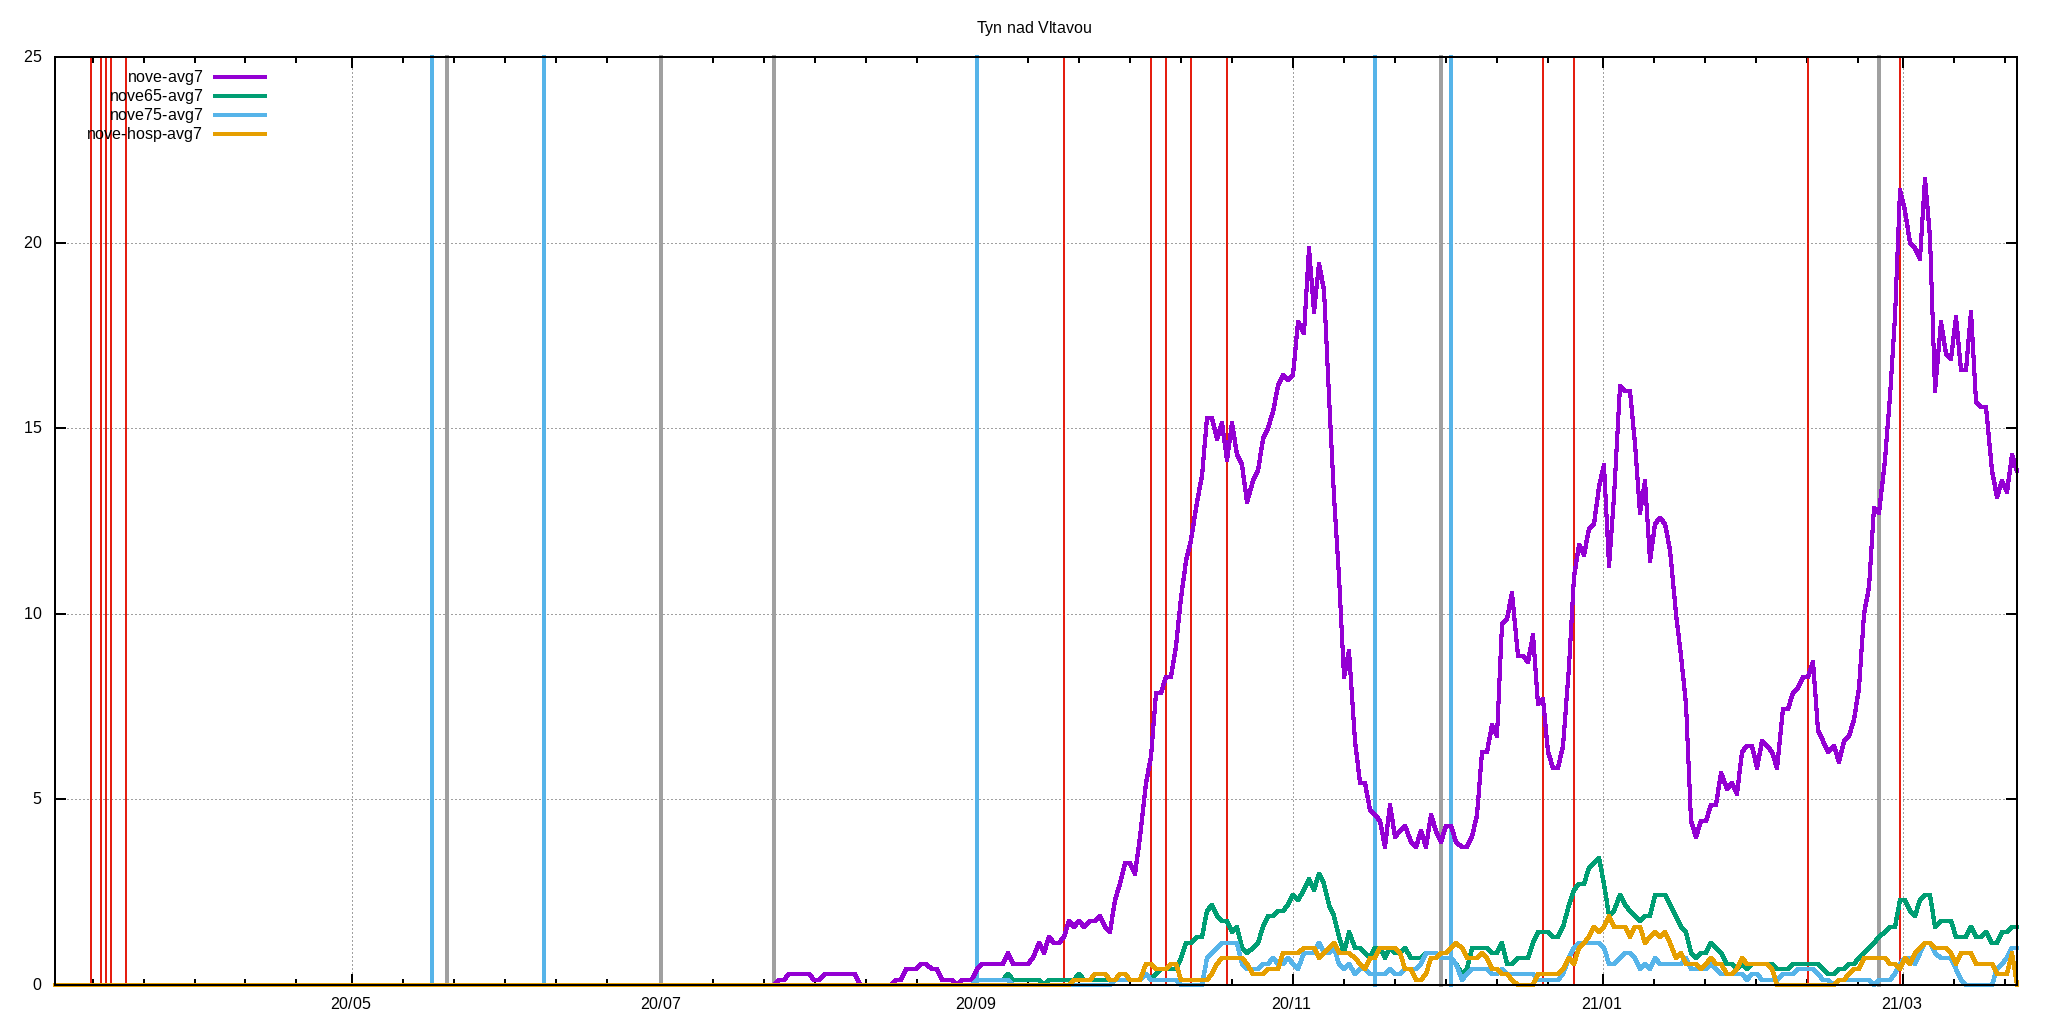 Tyn nad Vltavou
25
20
15
10
5
0
nove-avg7
nove65-avg7
nove75-avg7
nove-hosp-avg7
20/05 20/07 20/09 20/11 21/01 21/03